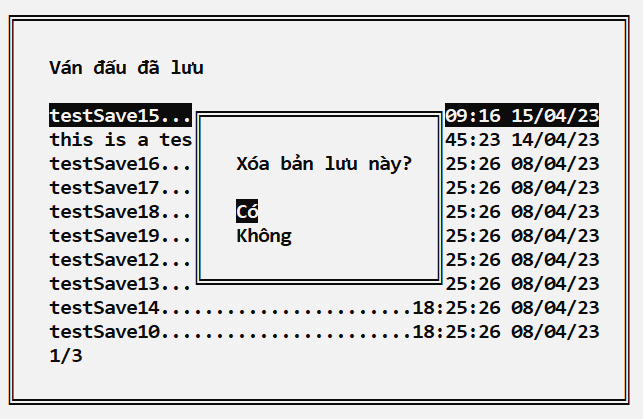 Ván đấu đã lưu
testSave15... 09:16 15/04/23
this is a tes 45:23 14/04/23
Xóa bản lưu này?
testSave16... 25:26 08/04/23
testSave17... 25:26 08/04/23
Có
testSave18... 25:26 08/04/23
Không
testSave19... 25:26 08/04/23
testSave12... 25:26 08/04/23
testSave13... 25:26 08/04/23
testSave14.......................18:25:26 08/04/23
testSave10.......................18:25:26 08/04/23
1/3